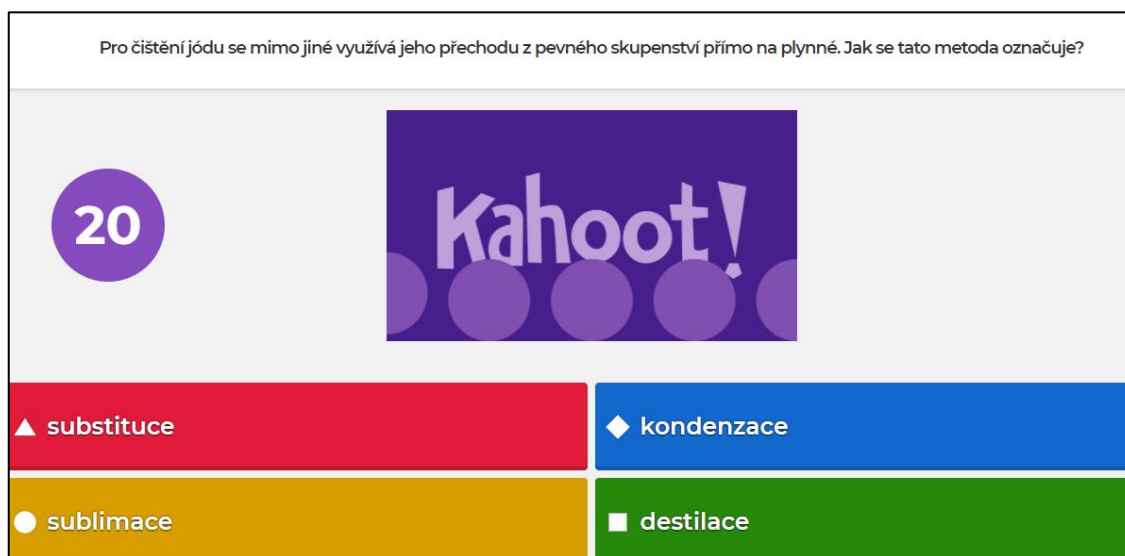 Pro čištění jódu se mimo jiné využívá jeho přechodu z pevného skupenství přímo na plynné. Jak se tato metoda označuje?
20
Kahoot!
substituce
kondenzace
sublimace
destilace